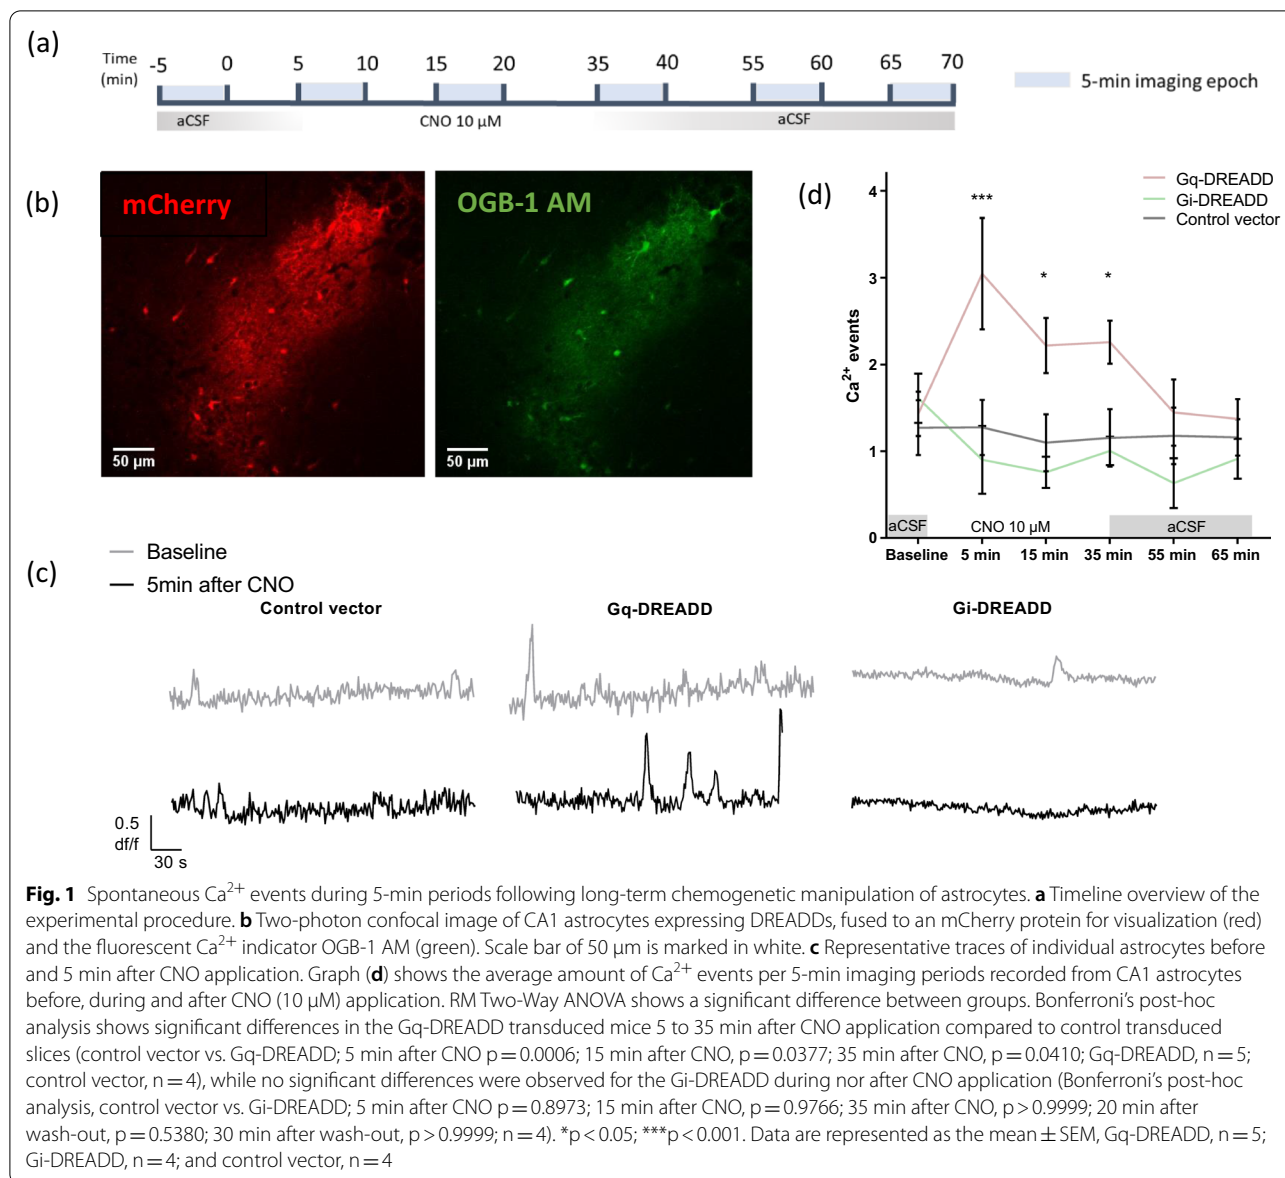 (a)
Time
(min)
-5 0 5 10 15 20 35 40 55 60 65 70
5-min imaging epoch
aCSF CNO 10 µM aCSF
(b)
mCherry
50 µm
OGB-1 AM
50 µm
(d)
Gq-DREADD
Gi-DREADD
Control vector
Ca2+ events
4
3
2
1
0
***
*
*
aCSF CNO 10 µM aCSF
Baseline 5 min 15 min 35 min 55 min 65 min
(c)
Baseline
5min after CNO
Control vector Gq-DREADD Gi-DREADD
0.5
df/f
30 s
Fig. 1 Spontaneous Ca2+ events during 5-min periods following long-term chemogenetic manipulation of astrocytes. a Timeline overview of the
experimental procedure. b Two-photon confocal image of CA1 astrocytes expressing DREADDs, fused to an mCherry protein for visualization (red)
and the fluorescent Ca2+ indicator OGB-1 AM (green). Scale bar of 50 µm is marked in white. c Representative traces of individual astrocytes before
and 5 min after CNO application. Graph (d) shows the average amount of Ca2+ events per 5-min imaging periods recorded from CA1 astrocytes
before, during and after CNO (10 µM) application. RM Two-Way ANOVA shows a significant difference between groups. Bonferroni's post-hoc
analysis shows significant differences in the Gq-DREADD transduced mice 5 to 35 min after CNO application compared to control transduced
slices (control vector vs. Gq-DREADD; 5 min after CNO p = 0.0006; 15 min after CNO, p = 0.0377; 35 min after CNO, p = 0.0410; Gq-DREADD, n = 5;
control vector, n = 4), while no significant differences were observed for the Gi-DREADD during nor after CNO application (Bonferroni's post-hoc
analysis, control vector vs. Gi-DREADD; 5 min after CNO p = 0.8973; 15 min after CNO, p = 0.9766; 35 min after CNO, p > 0.9999; 20 min after
wash-out, p = 0.5380; 30 min after wash-out, p > 0.9999; n = 4). *p < 0.05; ***p < 0.001. Data are represented as the mean ± SEM, Gq-DREADD, n = 5;
Gi-DREADD, n = 4; and control vector, n = 4